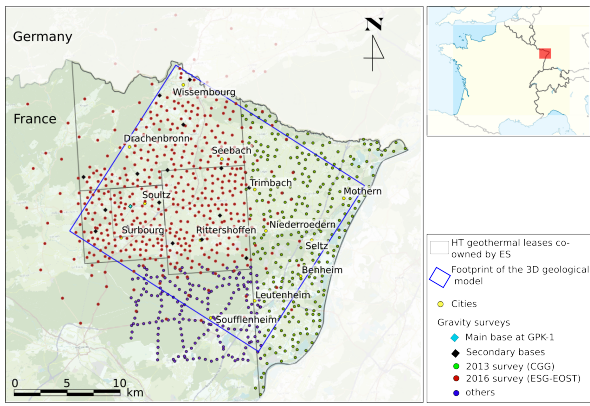 Germany
N
France
Wissembourg
Drachenbronn
Seebach
Trimbach
Mothern
Soultz
Surbourg
Rittershoffen
Niederroedern
Seltz
Benheim
Leutenheim
Soufflenheim
0 5 10 km
HT geothermal leases co-
owned by ES
Footprint of the 3D geological
model
Cities
Gravity surveys
Main base at GPK-1
Secondary bases
2013 survey (CGG)
2016 survey (ESG-EOST)
others